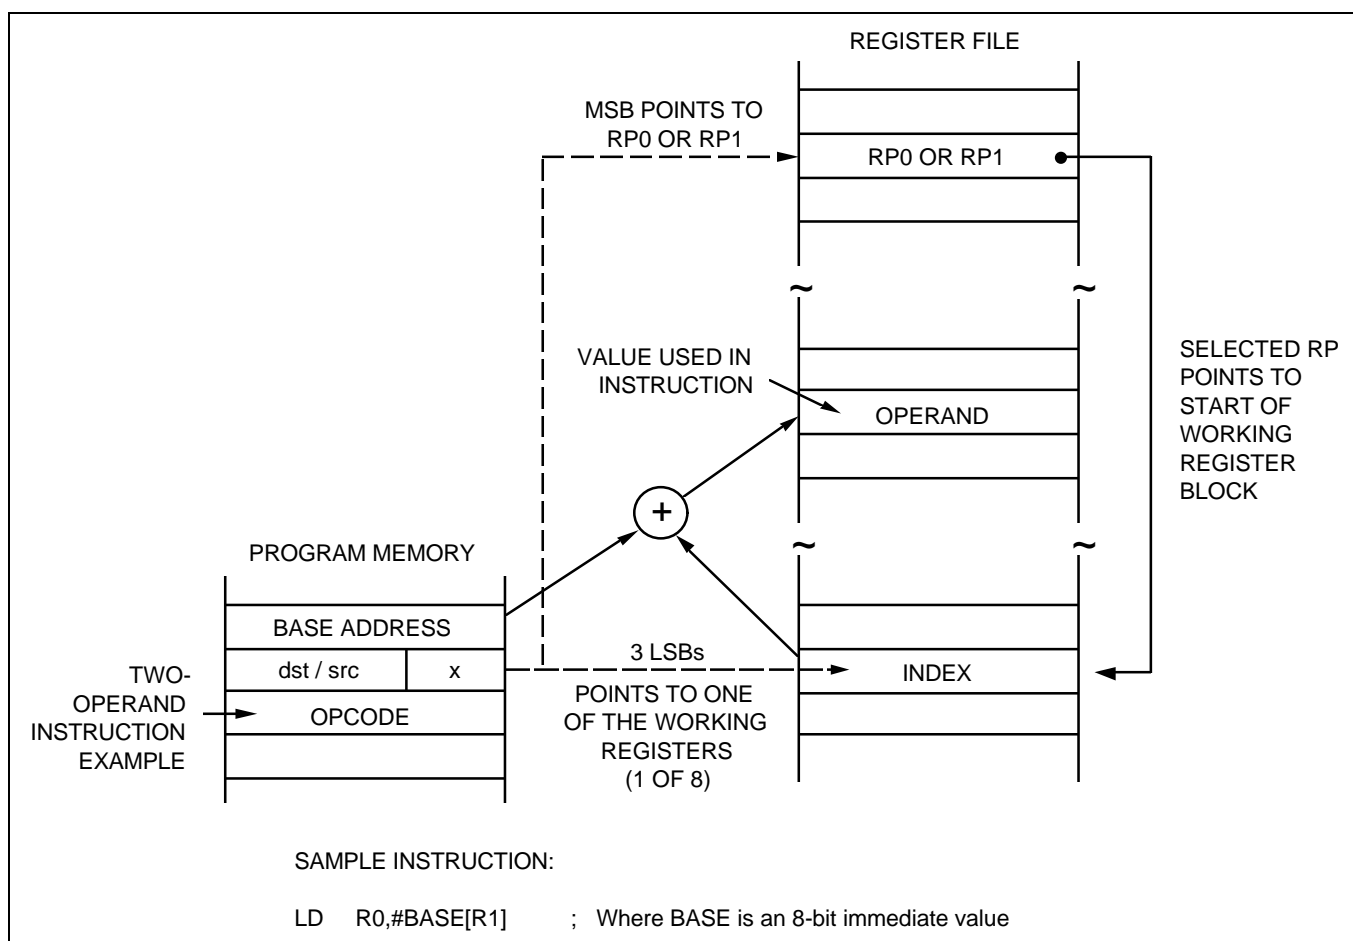 REGISTER FILE
MSB POINTS TO
RP0 OR RP1
RP0 OR RP1
~
~
VALUE USED IN
INSTRUCTION
OPERAND
SELECTED RP
POINTS TO
START OF
WORKING
REGISTER
BLOCK
+
~
~
PROGRAM MEMORY
BASE ADDRESS
dst / src
x
OPCODE
TWO-
OPERAND
INSTRUCTION
EXAMPLE
3 LSBs
POINTS TO ONE
OF THE WORKING
REGISTERS
(1 OF 8)
INDEX
SAMPLE INSTRUCTION:
LD R0,#BASE[R1] ; Where BASE is an 8-bit immediate value